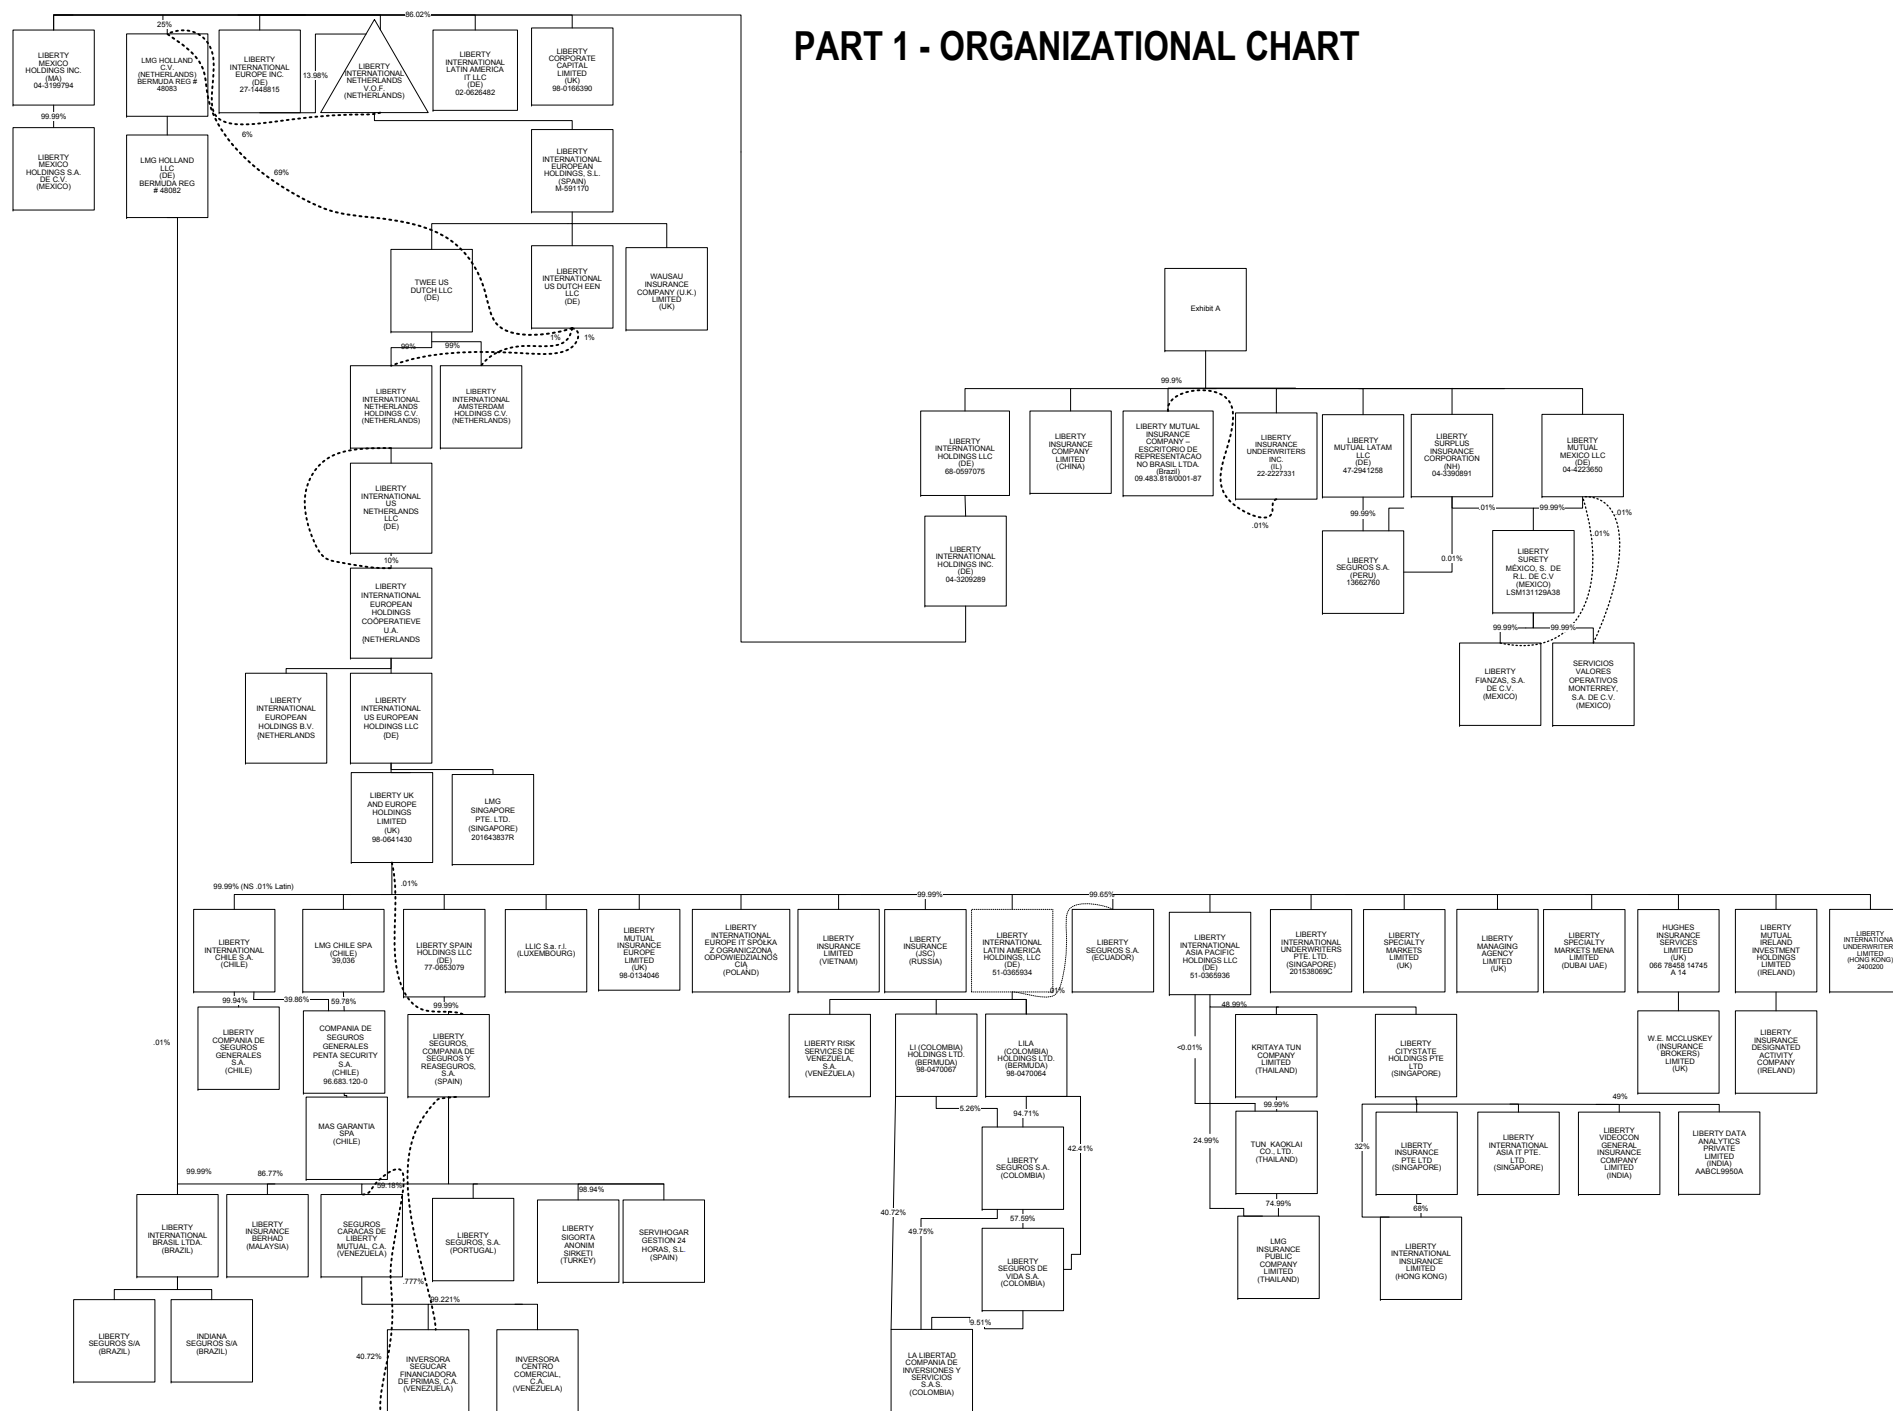 PART 1 - ORGANIZATIONAL CHART
86.02%
25%
LIBERTY
MEXICO
HOLDINGS INC.
(MA)
04-3199794
LMG HOLLAND
C.V.
(NETHERLANDS)
BERMUDA REG #
48083
LIBERTY
INTERNATIONAL
EUROPE INC.
(DE)
27-1448815
13.98%
LIBERTY
INTERNATIONAL
NETHERLANDS
V.O.F.
(NETHERLANDS)
LIBERTY
INTERNATIONAL
LATIN AMERICA
IT LLC
(DE)
02-0626482
LIBERTY
CORPORATE
CAPITAL
LIMITED
(UK)
98-0166390
99.99%
6%
69%
LIBERTY
MEXICO
HOLDINGS S.A.
DE C.V.
(MEXICO)
LMG HOLLAND
LLC
(DE)
BERMUDA REG
# 48082
LIBERTY
INTERNATIONAL
EUROPEAN
HOLDINGS, S.L.
(SPAIN)
M-591170
TWEE US
DUTCH LLC
(DE)
LIBERTY
INTERNATIONAL
US DUTCH EEN
LLC
(DE)
WAUSAU
INSURANCE
COMPANY (U.K.)
LIMITED
(UK)
99%
99%
1%
1%
LIBERTY
INTERNATIONAL
NETHERLANDS
HOLDINGS C.V.
(NETHERLANDS)
LIBERTY
INTERNATIONAL
AMSTERDAM
HOLDINGS C.V.
(NETHERLANDS)
LIBERTY
INTERNATIONAL
US
NETHERLANDS
LLC
(DE)
10%
LIBERTY
INTERNATIONAL
EUROPEAN
HOLDINGS
COÖPERATIEVE
U.A.
(NETHERLANDS
LIBERTY
INTERNATIONAL
EUROPEAN
HOLDINGS B.V.
(NETHERLANDS
LIBERTY
INTERNATIONAL
US EUROPEAN
HOLDINGS LLC
(DE)
LIBERTY UK
AND EUROPE
HOLDINGS
LIMITED
(UK)
98-0641430
LMG
SINGAPORE
PTE. LTD.
(SINGAPORE)
201643837R
Exhibit A
99.9%
LIBERTY
INTERNATIONAL
HOLDINGS LLC
(DE)
68-0597075
LIBERTY
INSURANCE
COMPANY
LIMITED
(CHINA)
LIBERTY MUTUAL
INSURANCE
COMPANY –
ESCRITORIO DE
REPRESENTACAO
NO BRASIL LTDA.
(Brazil)
09.483.818/0001-87
LIBERTY
INSURANCE
UNDERWRITERS
INC.
(IL)
22-2227331
LIBERTY
MUTUAL LATAM
LLC
(DE)
47-2941258
LIBERTY
SURPLUS
INSURANCE
CORPORATION
(NH)
04-3390891
LIBERTY
MUTUAL
MEXICO LLC
(DE)
04-4223650
.01%
99.99%
.01%
99.99%
.01%
.01%
0.01%
LIBERTY
INTERNATIONAL
HOLDINGS INC.
(DE)
04-3209289
LIBERTY
SEGUROS S.A.
(PERU)
13662760
LIBERTY
SURETY
MÉXICO, S. DE
R.L. DE C.V
(MEXICO)
LSM131129A38
99.99%
99.99%
LIBERTY
FIANZAS, S.A.
DE C.V.
(MEXICO)
SERVICIOS
VALORES
OPERATIVOS
MONTERREY,
S.A. DE C.V.
(MEXICO)
99.99% (NS .01% Latin)
.01%
99.99%
99.65%
LIBERTY
INTERNATIONAL
CHILE S.A.
(CHILE)
LMG CHILE SPA
(CHILE)
39.036
LIBERTY SPAIN
HOLDINGS LLC
(DE)
77-0653079
LLIC S.a. r.l.
(LUXEMBOURG)
LIBERTY
MUTUAL
INSURANCE
EUROPE
LIMITED
(UK)
98-0134046
LIBERTY
INTERNATIONAL
EUROPE IT SPÓŁKA
Z OGRANICZONĄ
ODPOWIEDZIALNOŚ
CIĄ
(POLAND)
LIBERTY
INSURANCE
LIMITED
(VIETNAM)
LIBERTY
INSURANCE
(JSC)
(RUSSIA)
LIBERTY
INTERNATIONAL
LATIN AMERICA
HOLDINGS, LLC
(DE)
51-0365934
LIBERTY
SEGUROS S.A.
(ECUADOR)
LIBERTY
INTERNATIONAL
ASIA PACIFIC
HOLDINGS LLC
(DE)
51-0365936
LIBERTY
INTERNATIONAL
UNDERWRITERS
PTE. LTD.
(SINGAPORE)
201538069C
LIBERTY
SPECIALTY
MARKETS
LIMITED
(UK)
LIBERTY
MANAGING
AGENCY
LIMITED
(UK)
LIBERTY
SPECIALTY
MARKETS MENA
LIMITED
(DUBAI UAE)
HUGHES
INSURANCE
SERVICES
LIMITED
(UK)
066 78458 14745
A 14
LIBERTY
MUTUAL
IRELAND
INVESTMENT
HOLDINGS
LIMITED
(IRELAND)
LIBERTY
INTERNATIONAL
UNDERWRITERS
LIMITED
(HONG KONG)
2400200
99.94%
39.86%
59.78%
99.99%
.01%
48.99%
LIBERTY
COMPANIA DE
SEGUROS
GENERALES
S.A.
(CHILE)
COMPANIA DE
SEGUROS
GENERALES
PENTA SECURITY
S.A.
(CHILE)
96.683.120-0
LIBERTY
SEGUROS,
COMPANIA DE
SEGUROS Y
REASEGUROS,
S.A.
(SPAIN)
LIBERTY RISK
SERVICES DE
VENEZUELA,
S.A.
(VENEZUELA)
LI (COLOMBIA)
HOLDINGS LTD.
(BERMUDA)
98-0470067
LILA
(COLOMBIA)
HOLDINGS LTD.
(BERMUDA)
98-0470064
<0.01%
KRITAYA TUN
COMPANY
LIMITED
(THAILAND)
LIBERTY
CITYSTATE
HOLDINGS PTE
LTD
(SINGAPORE)
W.E. MCCLUSKEY
(INSURANCE
BROKERS)
LIMITED
(UK)
LIBERTY
INSURANCE
DESIGNATED
ACTIVITY
COMPANY
(IRELAND)
.01%
MAS GARANTIA
SPA
(CHILE)
5.26%
94.71%
42.41%
99.99%
24.99%
49%
32%
LIBERTY
SEGUROS S.A.
(COLOMBIA)
TUN KAOKLAI
CO., LTD.
(THAILAND)
LIBERTY
INSURANCE
PTE LTD
(SINGAPORE)
LIBERTY
INTERNATIONAL
ASIA IT PTE.
LTD.
(SINGAPORE)
LIBERTY
VIDEOCON
GENERAL
INSURANCE
COMPANY
LIMITED
(INDIA)
LIBERTY DATA
ANALYTICS
PRIVATE
LIMITED
(INDIA)
AABCL9950A
99.99%
86.77%
59.18%
98.94%
LIBERTY
INTERNATIONAL
BRASIL LTDA.
(BRAZIL)
LIBERTY
INSURANCE
BERHAD
(MALAYSIA)
SEGUROS
CARACAS DE
LIBERTY
MUTUAL, C.A.
(VENEZUELA)
LIBERTY
SEGUROS, S.A.
(PORTUGAL)
LIBERTY
SIGORTA
ANONIM
SIRKETI
(TURKEY)
SERVIHOGAR
GESTION 24
HORAS, S.L.
(SPAIN)
40.72%
49.75%
57.59%
74.99%
68%
LIBERTY
SEGUROS DE
VIDA S.A.
(COLOMBIA)
LMG
INSURANCE
PUBLIC
COMPANY
LIMITED
(THAILAND)
LIBERTY
INTERNATIONAL
INSURANCE
LIMITED
(HONG KONG)
.777%
99.221%
9.51%
LIBERTY
SEGUROS S/A
(BRAZIL)
INDIANA
SEGUROS S/A
(BRAZIL)
40.72%
INVERSORA
SEGUCAR
FINANCIADORA
DE PRIMAS, C.A.
(VENEZUELA)
INVERSORA
CENTRO
COMERCIAL,
C.A.
(VENEZUELA)
LA LIBERTAD
COMPANIA DE
INVERSIONES Y
SERVICIOS
S.A.S.
(COLOMBIA)